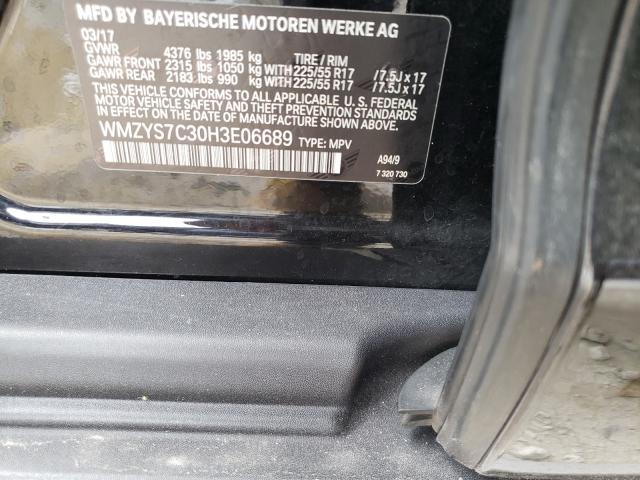 MFD BY BAYERISCHE MOTOREN WERKE AG
03/17
GVWR 4376 lbs 1985 kg TIRE / RIM
GAWR FRONT 2315 lbs 1050 kg WITH 225/55 R17 /7.5J x 17
GAWR REAR 2183 lbs 990 kg WITH 225/55 R17 /7.5J x 17
THIS VEHICLE CONFORMS TO ALL APPLICABLE U.S. FEDERAL
MOTOR VEHICLE SAFETY, BUMPER, AND THEFT PREVENTION
STANDARDS IN EFFECT ON THE DATE OF MANUFACTURE SHOWN ABOVE.
WMZYS7C30H3E06689 TYPE: MPV
A94/9
7 320 730